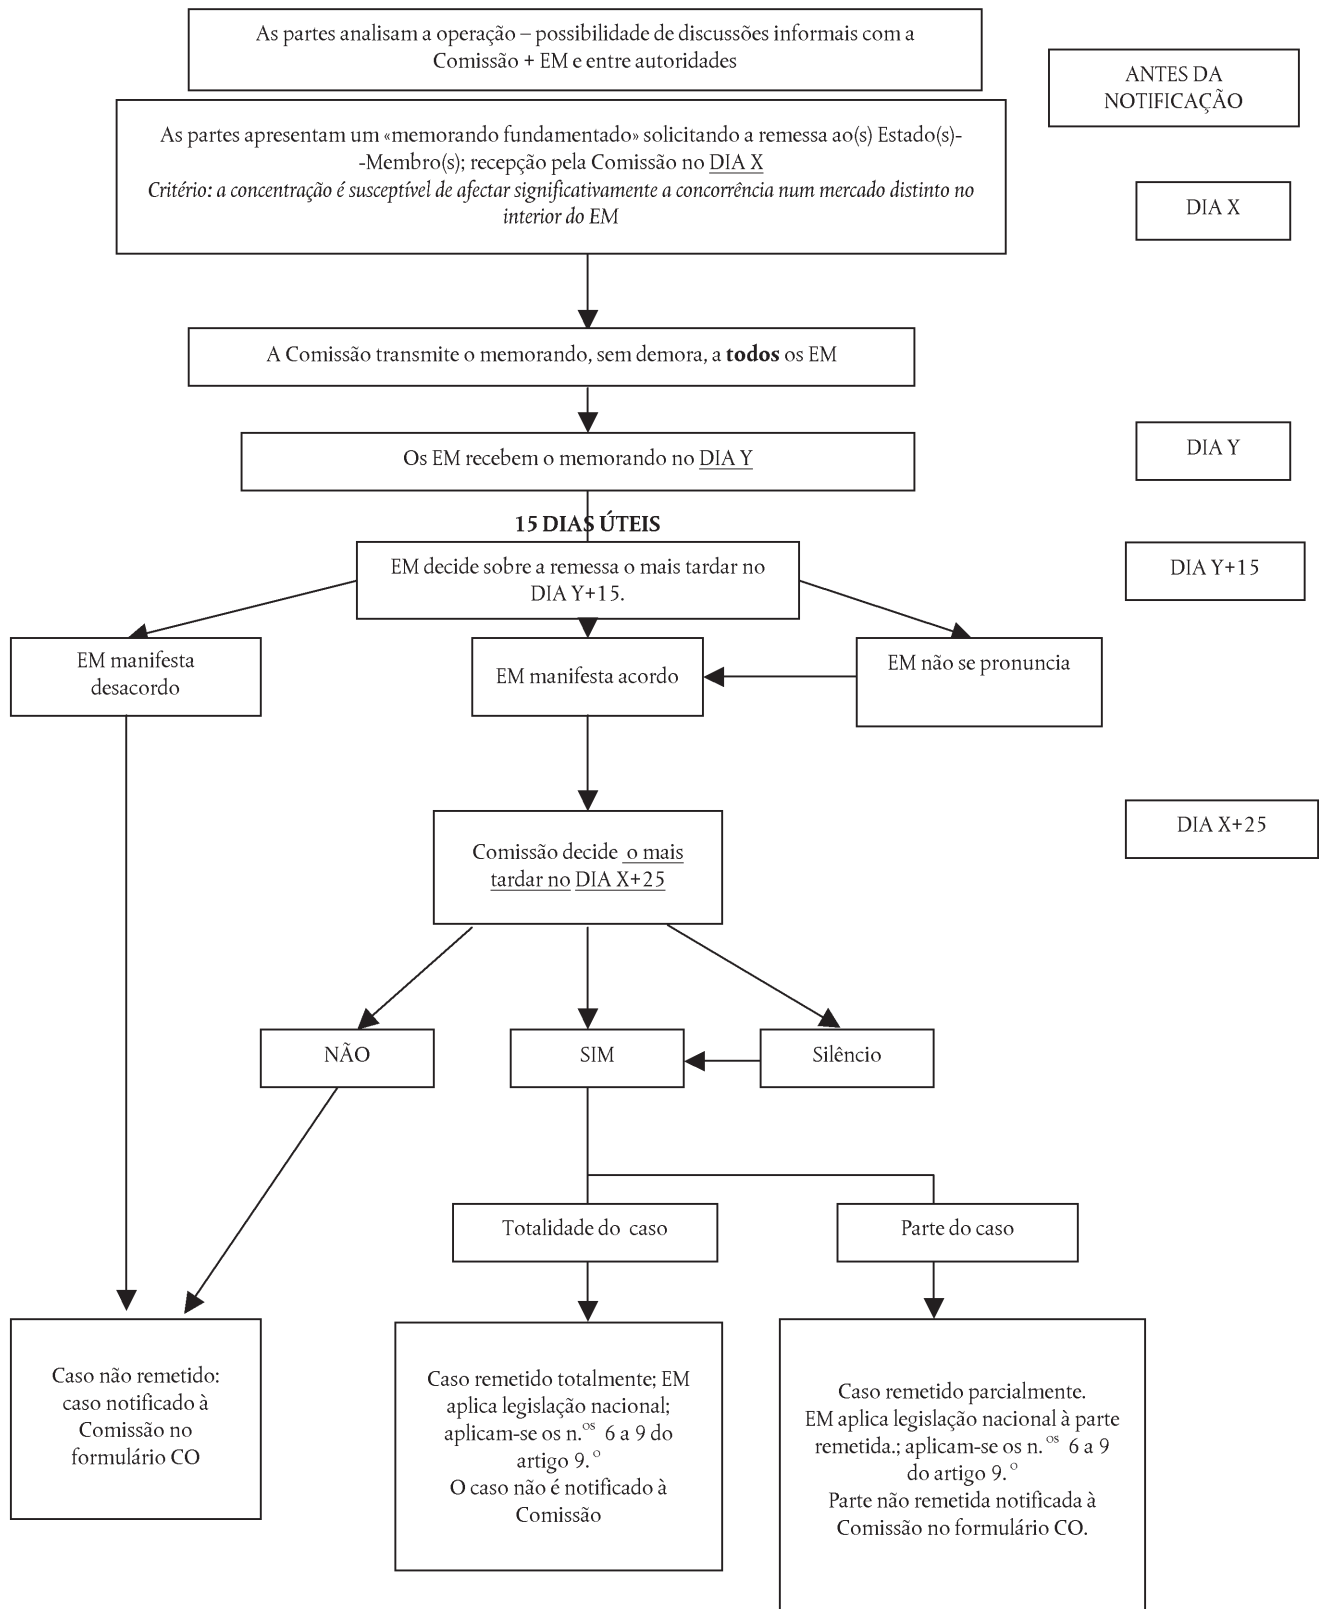 As partes analisam a operação – possibilidade de discussões informais com a
Comissão + EM e entre autoridades
ANTES DA
NOTIFICAÇÃO
As partes apresentam um «memorando fundamentado» solicitando a remessa ao(s) Estado(s)-
-Membro(s); recepção pela Comissão no DIA X
Critério: a concentração é susceptível de afectar significativamente a concorrência num mercado distinto no
interior do EM
DIA X
A Comissão transmite o memorando, sem demora, a todos os EM
Os EM recebem o memorando no DIA Y
DIA Y
15 DIAS ÚTEIS
EM decide sobre a remessa o mais tardar no
DIA Y+15.
DIA Y+15
EM manifesta
desacordo
EM manifesta acordo
EM não se pronuncia
Comissão decide o mais
tardar no DIA X+25
DIA X+25
NÃO
SIM
Silêncio
Totalidade do caso
Parte do caso
Caso não remetido:
caso notificado à
Comissão no
formulário CO
Caso remetido totalmente; EM
aplica legislação nacional;
aplicam-se os n.os 6 a 9 do
artigo 9.o
O caso não é notificado à
Comissão
Caso remetido parcialmente.
EM aplica legislação nacional à parte
remetida.; aplicam-se os n.os 6 a 9
do artigo 9.o
Parte não remetida notificada à
Comissão no formulário CO.